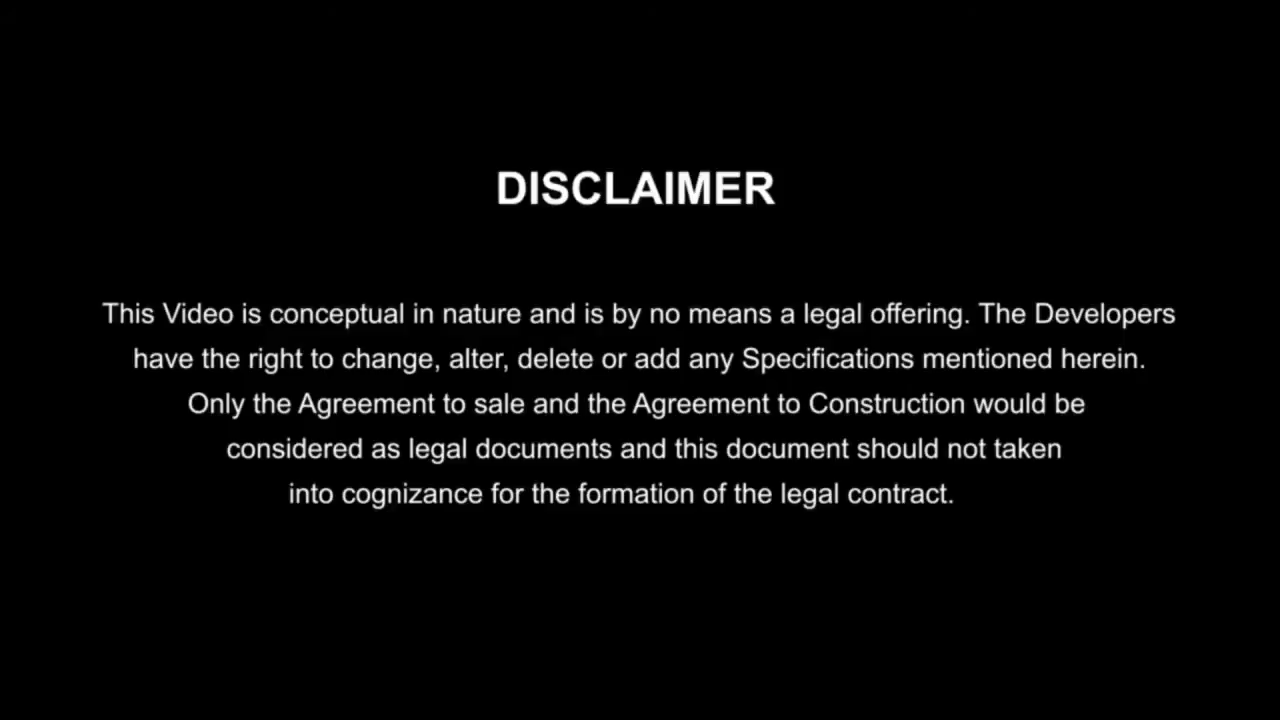 DISCLAIMER
This Video is conceptual in nature and is by no means a legal offering. The Developers
have the right to change, alter, delete or add any Specifications mentioned herein.
Only the Agreement to sale and the Agreement to Construction would be
considered as legal documents and this document should not taken
into cognizance for the formation of the legal contract.